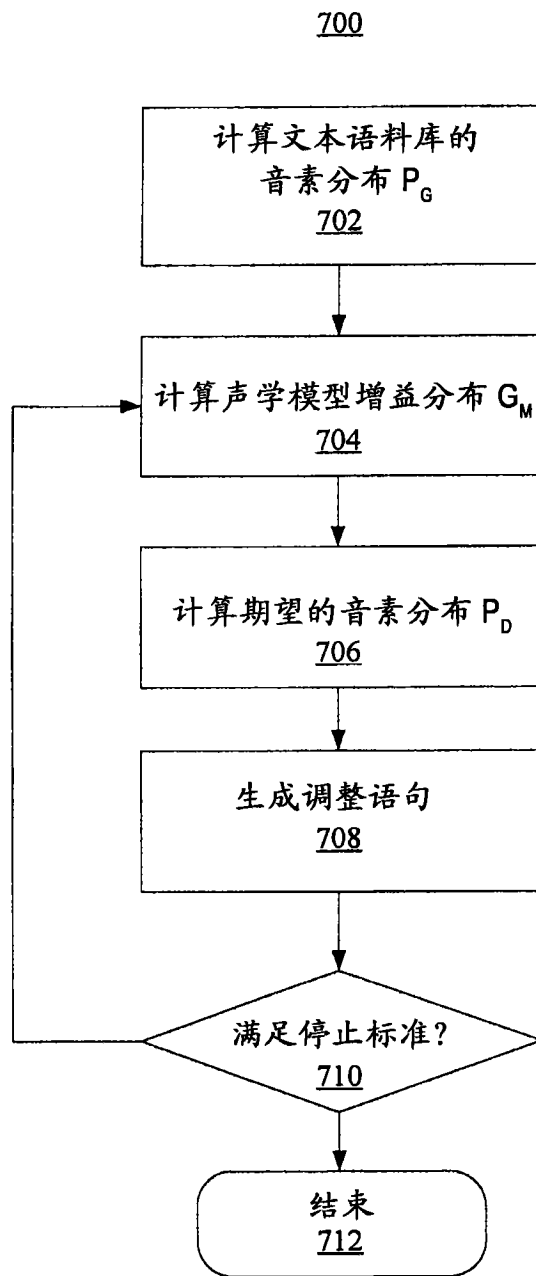 700
计算文本语料库的
音素分布 P_G
702
计算声学模型增益分布 G_M
704
计算期望的音素分布 P_D
706
生成调整语句
708
满足停止标准?
710
结束
712